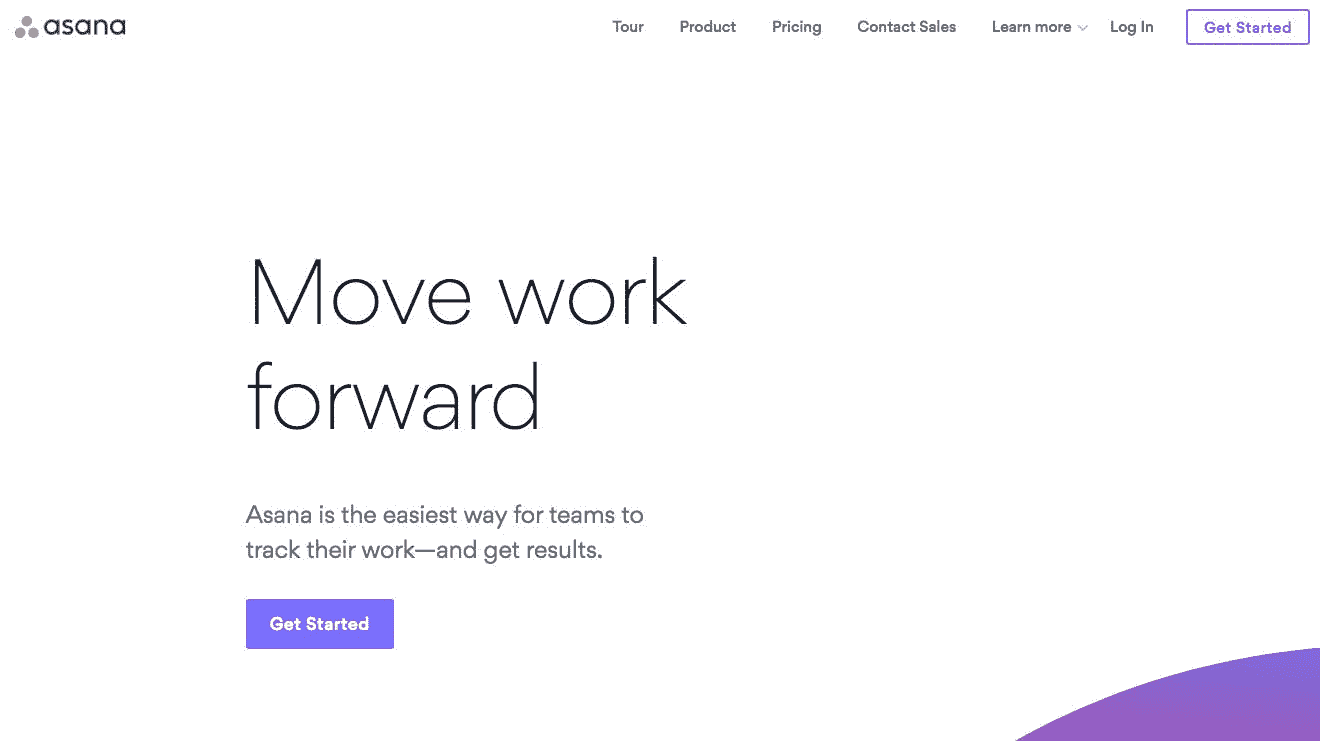 asana Tour Product Pricing Contact Sales Learn more Log In Get Started
Move work
forward
Asana is the easiest way for teams to
track their work—and get results.
Get Started